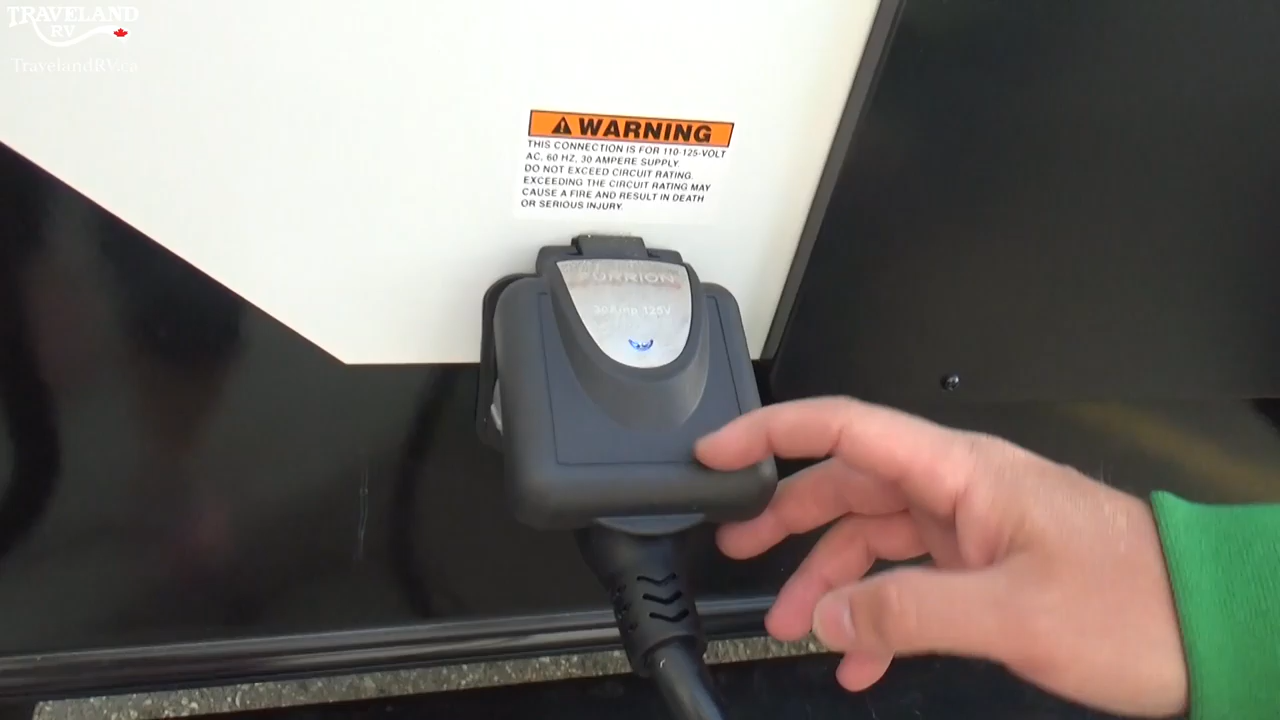 TRAVELAND
RV
TravelandRV.ca
WARNING
THIS CONNECTION IS FOR 110-125-VOLT
AC, 60 HZ, 30 AMPERE SUPPLY.
DO NOT EXCEED CIRCUIT RATING.
EXCEEDING THE CIRCUIT RATING MAY
CAUSE A FIRE AND RESULT IN DEATH
OR SERIOUS INJURY.
FURRION
30Amp 125V